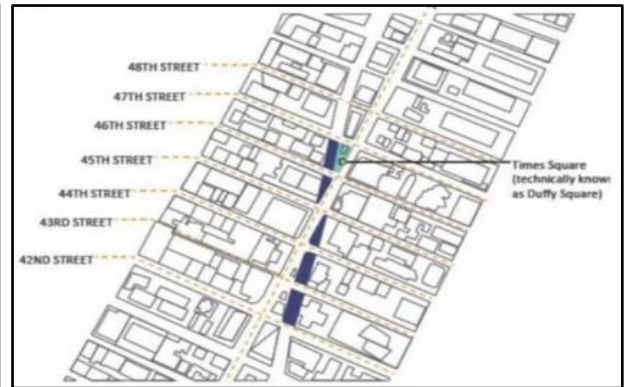 48TH STREET
47TH STREET
46TH STREET
45TH STREET
44TH STREET
43RD STREET
42ND STREET
Times Square
(technically known
as Duffy Square)